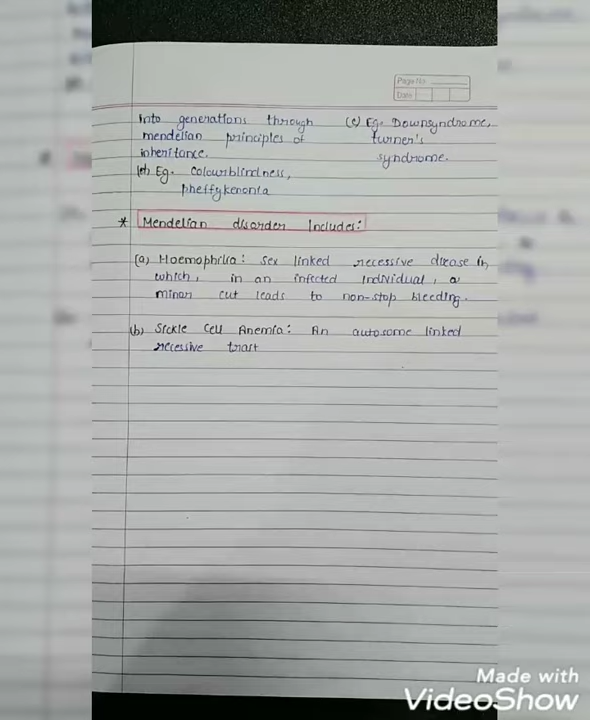 Page No.
Date
into generations through
mendelian principles of
inheritance.
(e) Eg. Colourblindness,
pheffykenonia
(e) Eg. Downsyndrome,
turner's
syndrome.
* Mendelian disorder includes:
(a) Haemophilia: Sex linked recessive disease in
which, in an infected individual, a
minor cut leads to non-stop bleeding.
(b) Sickle Cell Anemia: An autosome linked
recessive trait
Made with
VideoShow